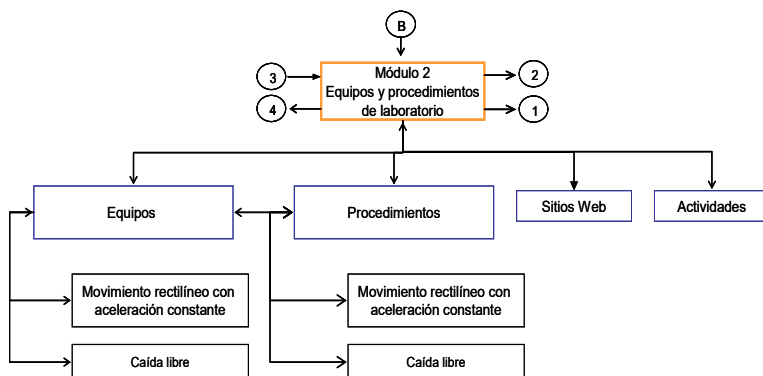 B
3
Módulo 2
2
Equipos y procedimientos
4
de laboratorio
1
Equipos
Procedimientos
Sitios Web
Actividades
Movimiento rectilíneo con
aceleración constante
Movimiento rectilíneo con
aceleración constante
Caída libre
Caída libre